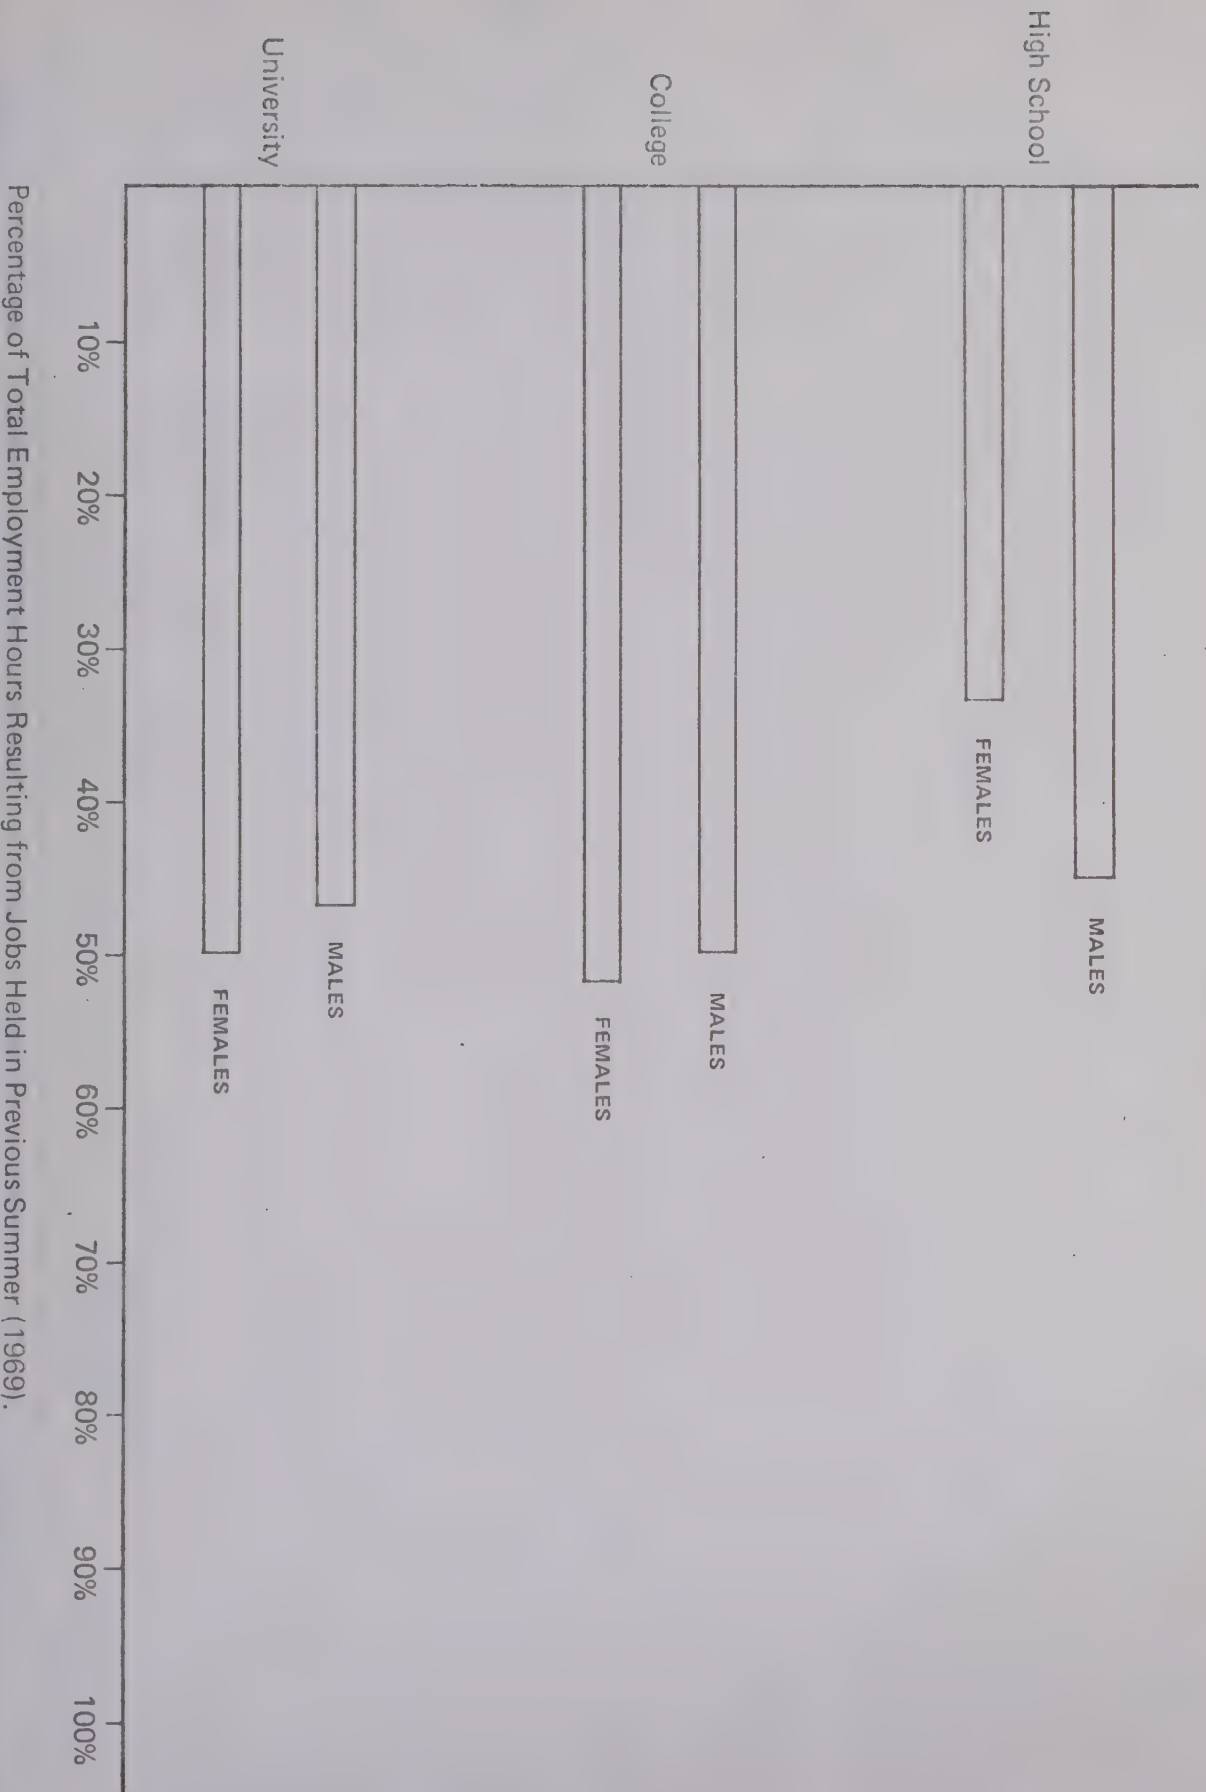 High School
MALES
FEMALES
College
MALES
FEMALES
University
MALES
FEMALES
10% 20% 30% 40% 50% 60% 70% 80% 90% 100%
Percentage of Total Employment Hours Resulting from Jobs Held in Previous Summer (1969).